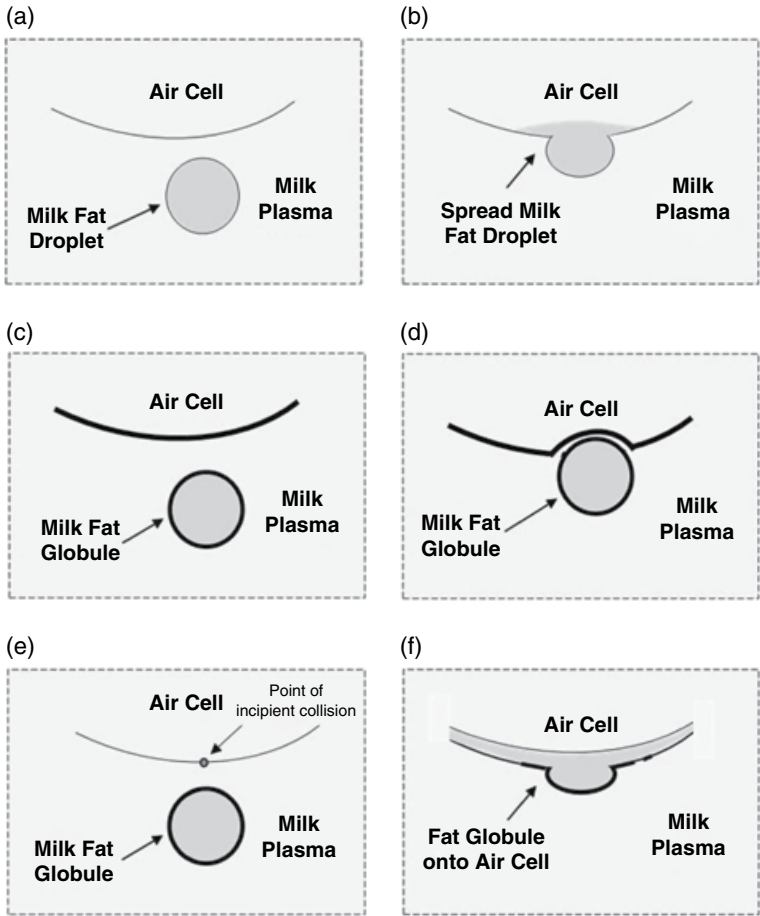 (a)
Air Cell
Milk Fat
Droplet
Milk
Plasma
(b)
Air Cell
Spread Milk
Fat Droplet
Milk
Plasma
(c)
Air Cell
Milk Fat
Globule
Milk
Plasma
(d)
Air Cell
Milk Fat
Globule
Milk
Plasma
(e)
Air Cell
Point of
incipient collision
Milk Fat
Globule
Milk
Plasma
(f)
Air Cell
Fat Globule
onto Air Cell
Milk
Plasma